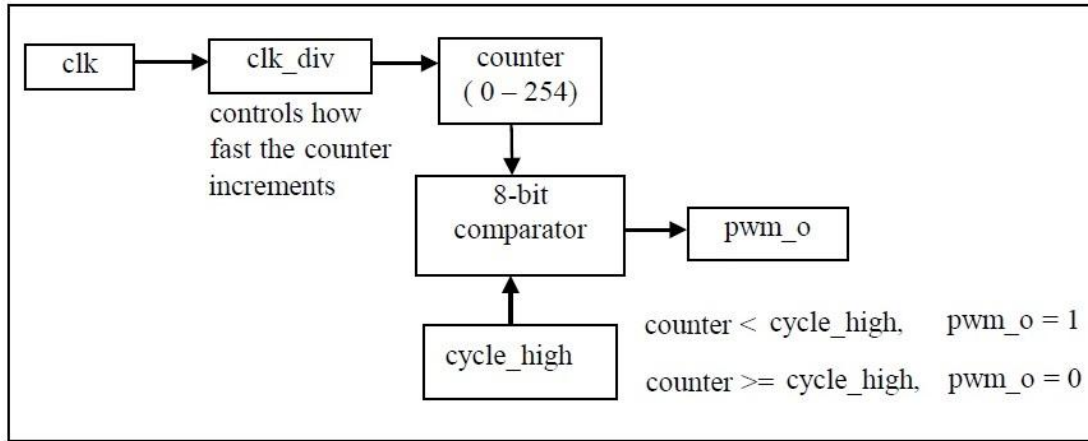 clk
clk_div
controls how
fast the counter
increments
counter
( 0 – 254)
8-bit
comparator
pwm_o
cycle_high
counter < cycle_high, pwm_o = 1
counter >= cycle_high, pwm_o = 0